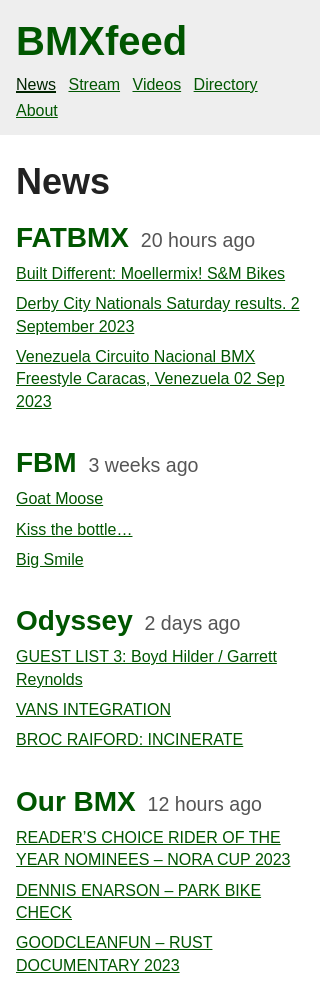 BMXfeed
News Stream Videos Directory
About
News
FATBMX 20 hours ago
Built Different: Moellermix! S&M Bikes
Derby City Nationals Saturday results. 2
September 2023
Venezuela Circuito Nacional BMX
Freestyle Caracas, Venezuela 02 Sep
2023
FBM 3 weeks ago
Goat Moose
Kiss the bottle…
Big Smile
Odyssey 2 days ago
GUEST LIST 3: Boyd Hilder / Garrett
Reynolds
VANS INTEGRATION
BROC RAIFORD: INCINERATE
Our BMX 12 hours ago
READER’S CHOICE RIDER OF THE
YEAR NOMINEES – NORA CUP 2023
DENNIS ENARSON – PARK BIKE
CHECK
GOODCLEANFUN – RUST
DOCUMENTARY 2023